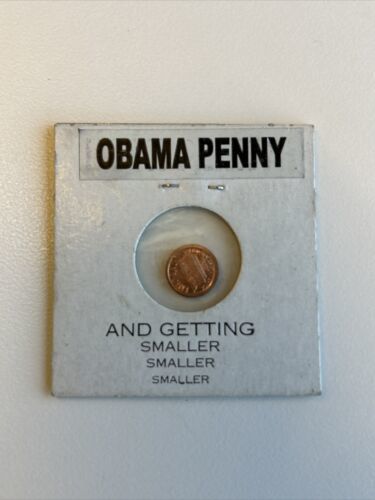 OBAMA PENNY
AND GETTING
SMALLER
SMALLER
SMALLER